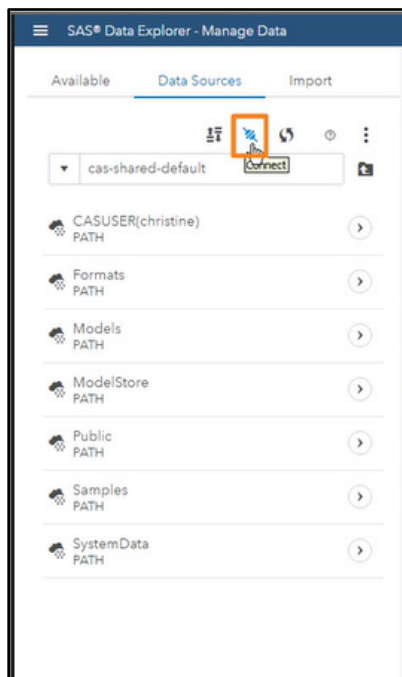 SAS® Data Explorer - Manage Data
Available Data Sources Import
Connect
cas-shared-default
CASUSER(christine)
PATH
Formats
PATH
Models
PATH
ModelStore
PATH
Public
PATH
Samples
PATH
SystemData
PATH